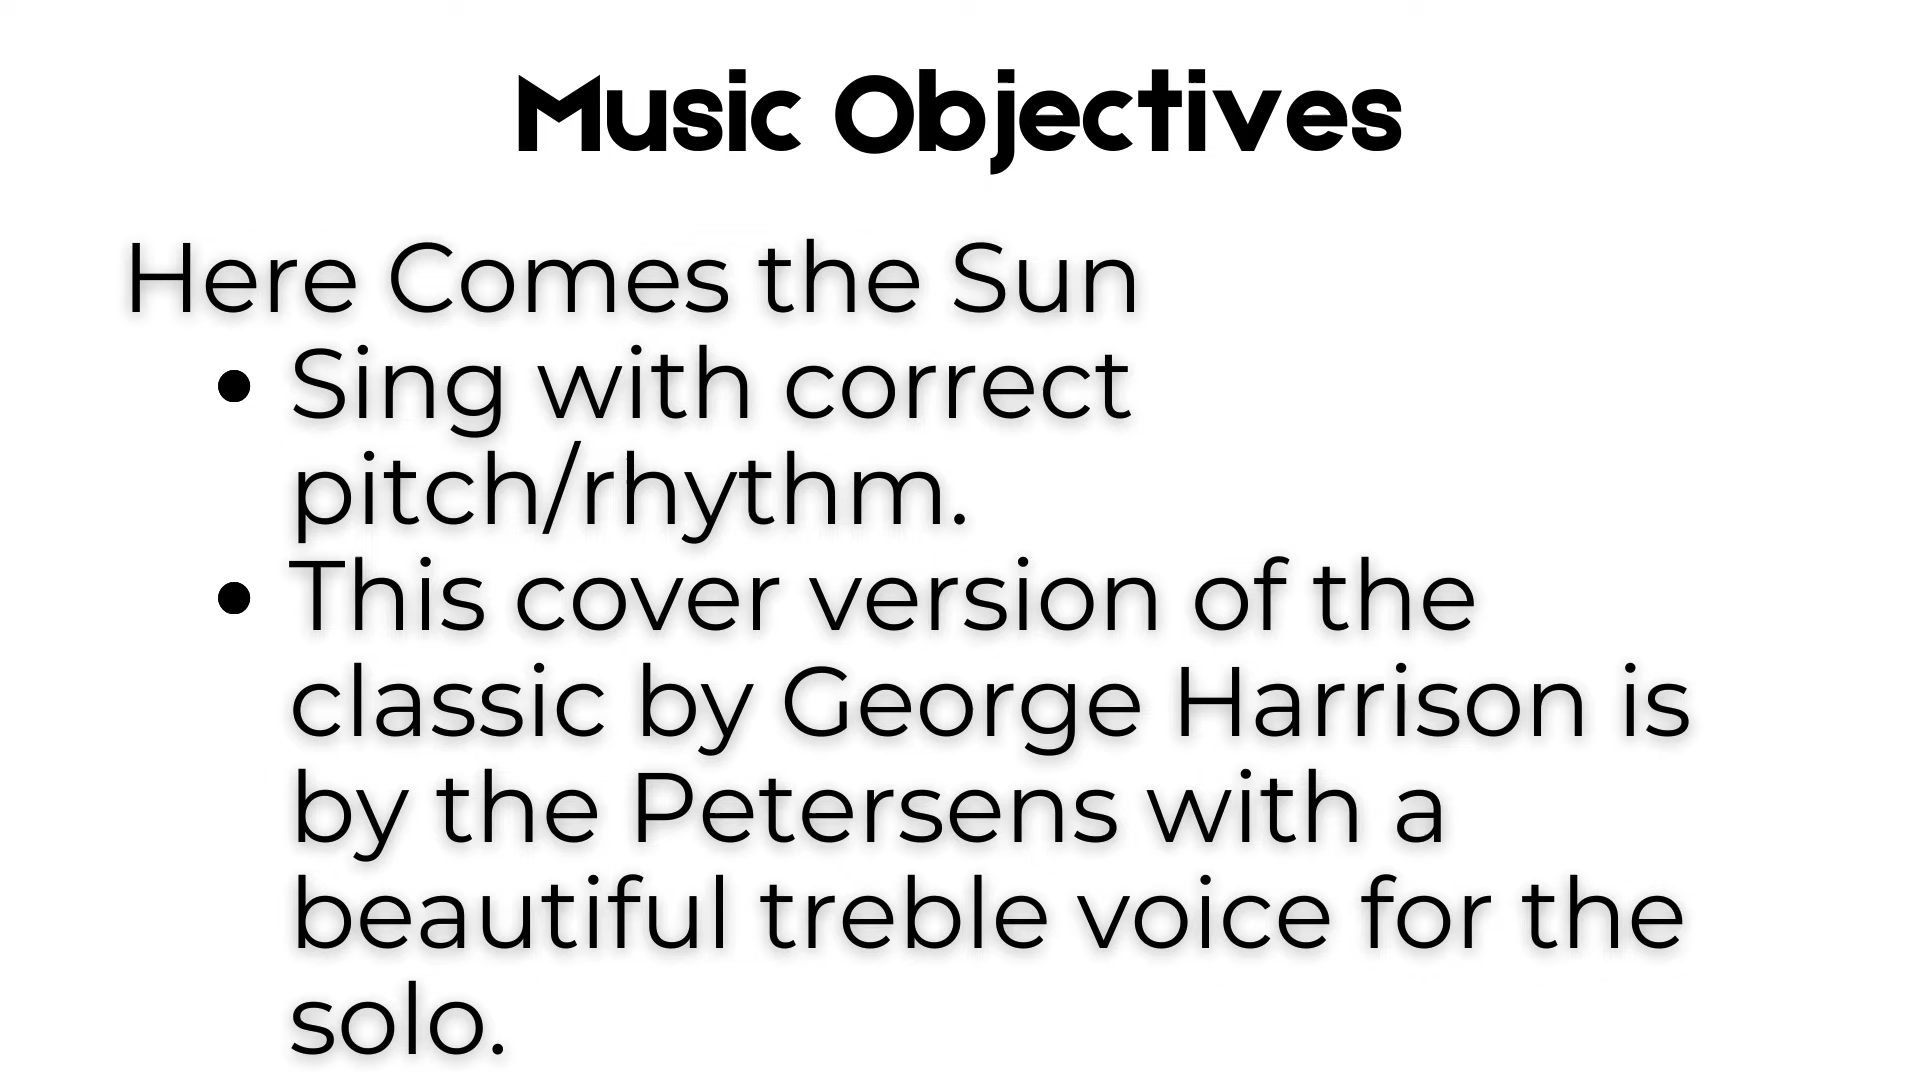 Music Objectives
Here Comes the Sun
• Sing with correct
pitch/rhythm.
• This cover version of the
classic by George Harrison is
by the Petersens with a
beautiful treble voice for the
solo.